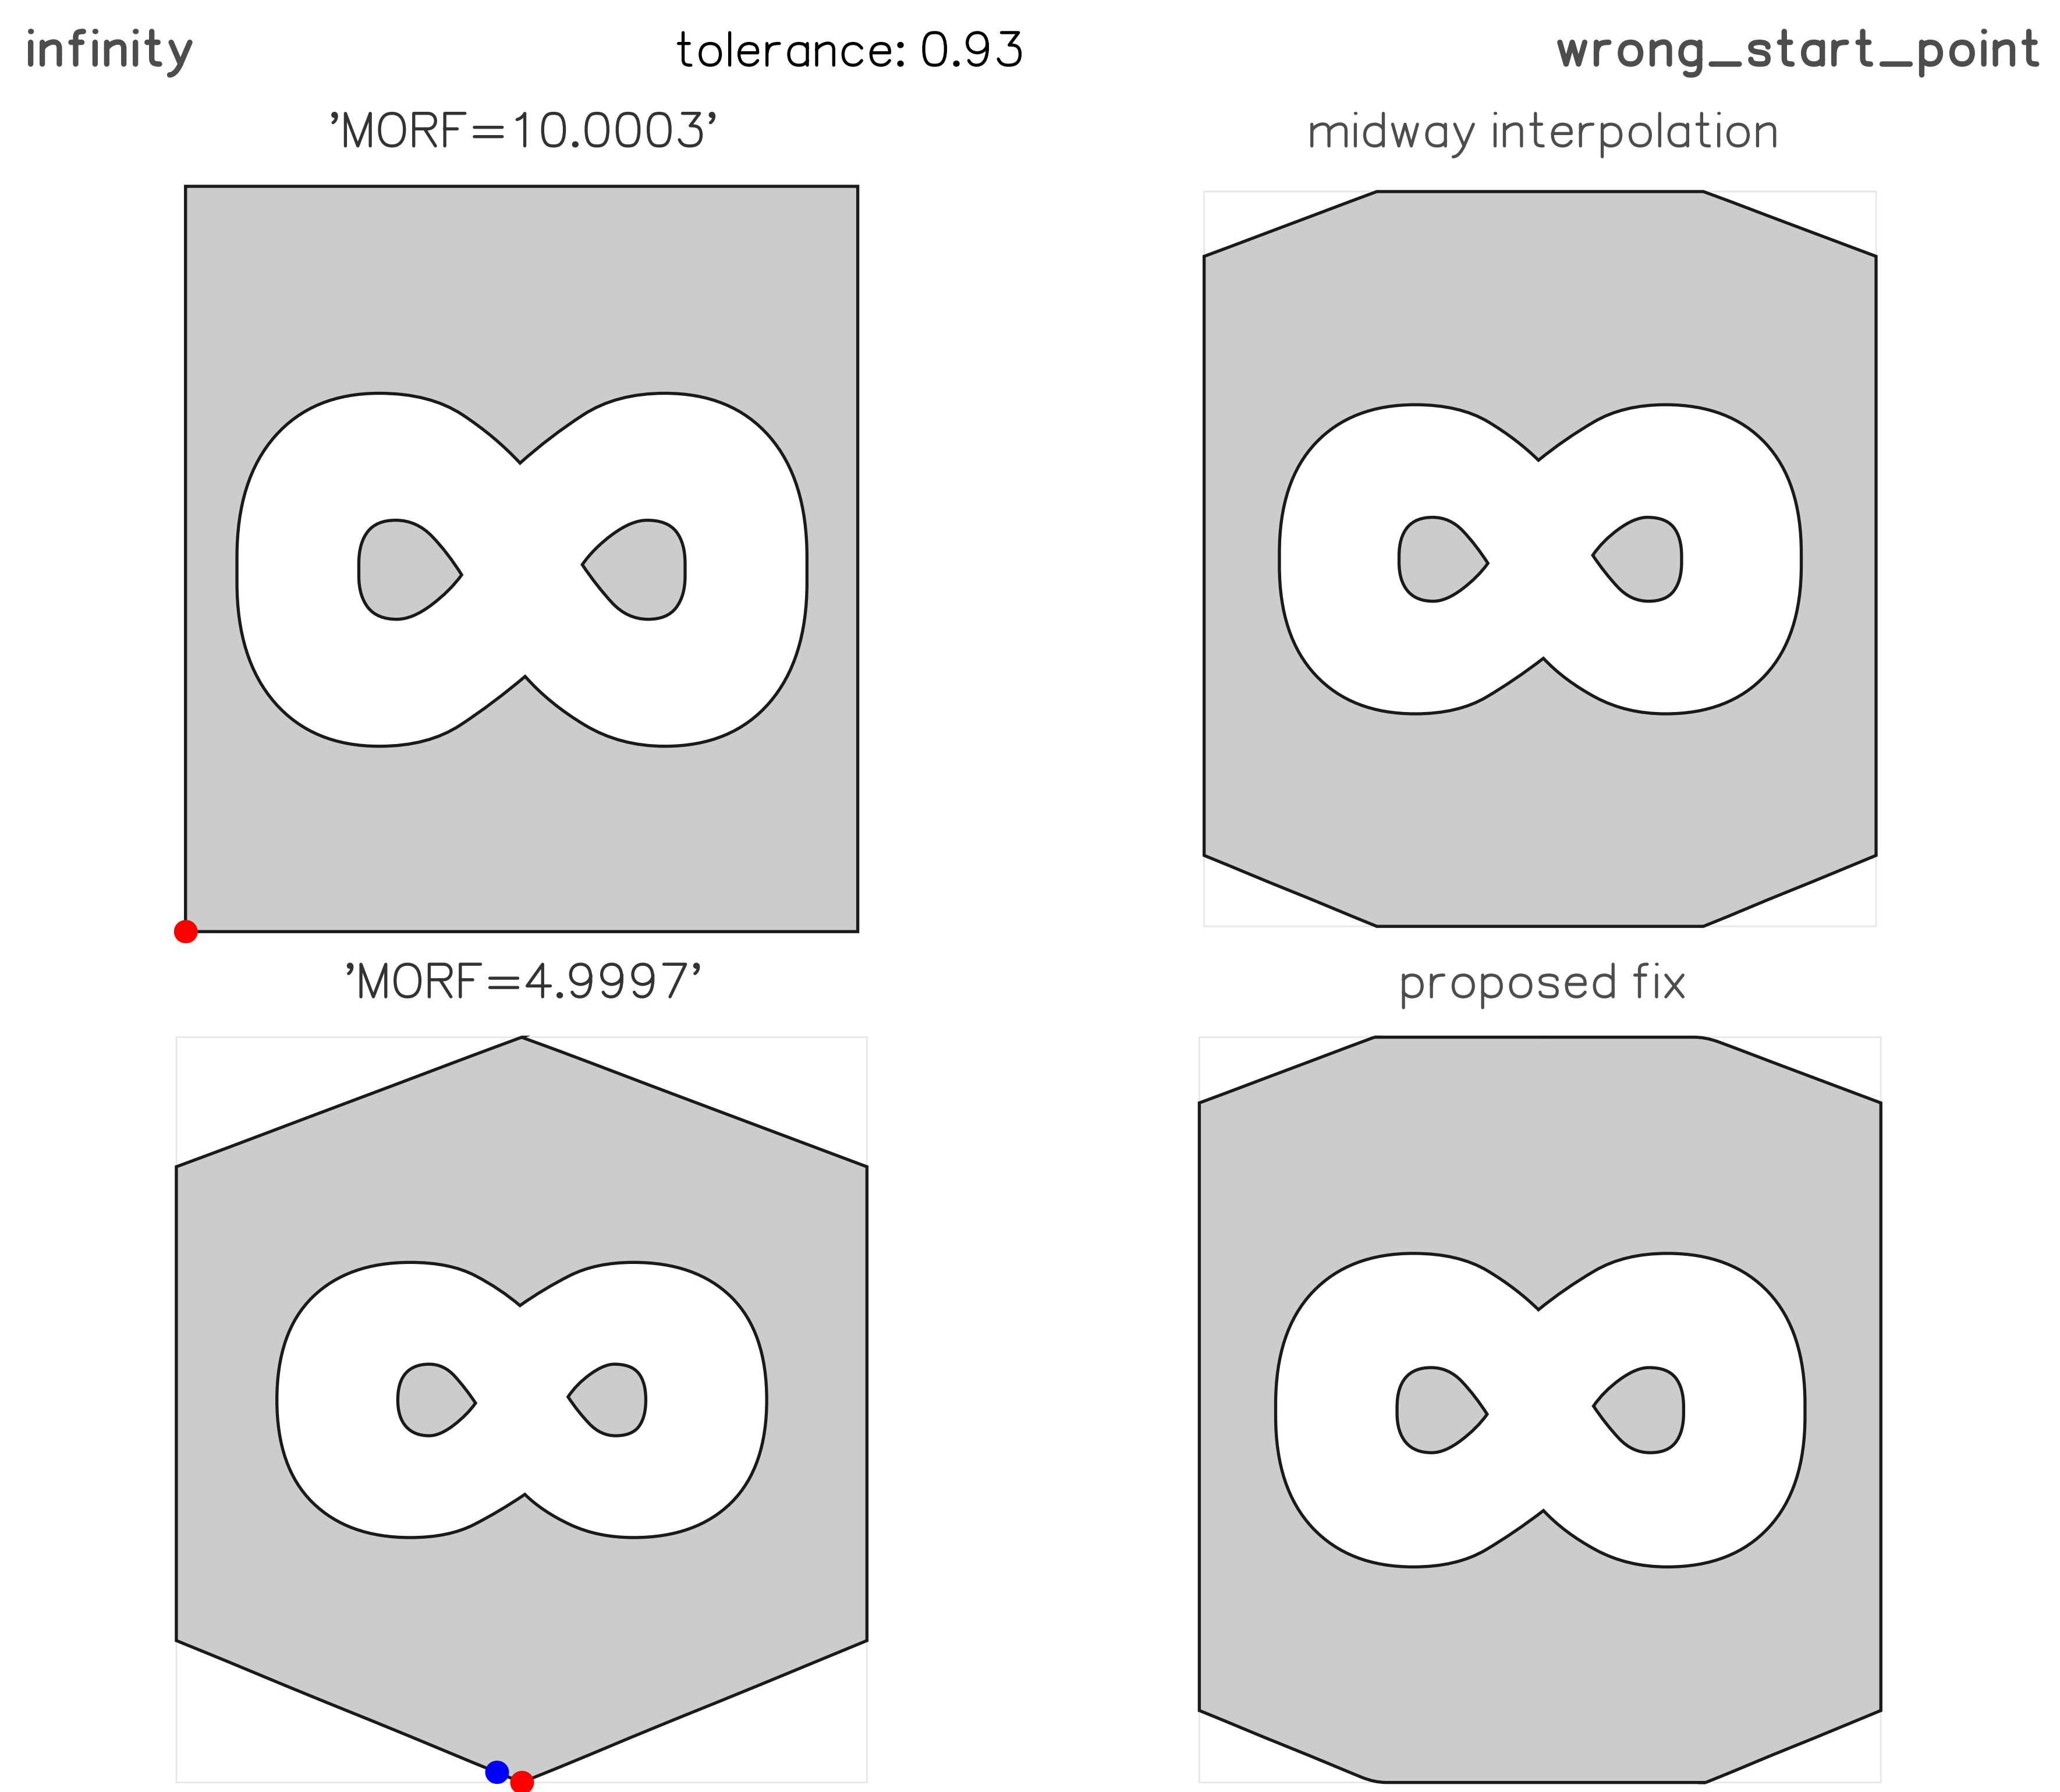 infinity
tolerance: 0.93
wrong_start_point
’MORF=10.0003’
midway interpolation
’MORF=4.9997’
proposed fix